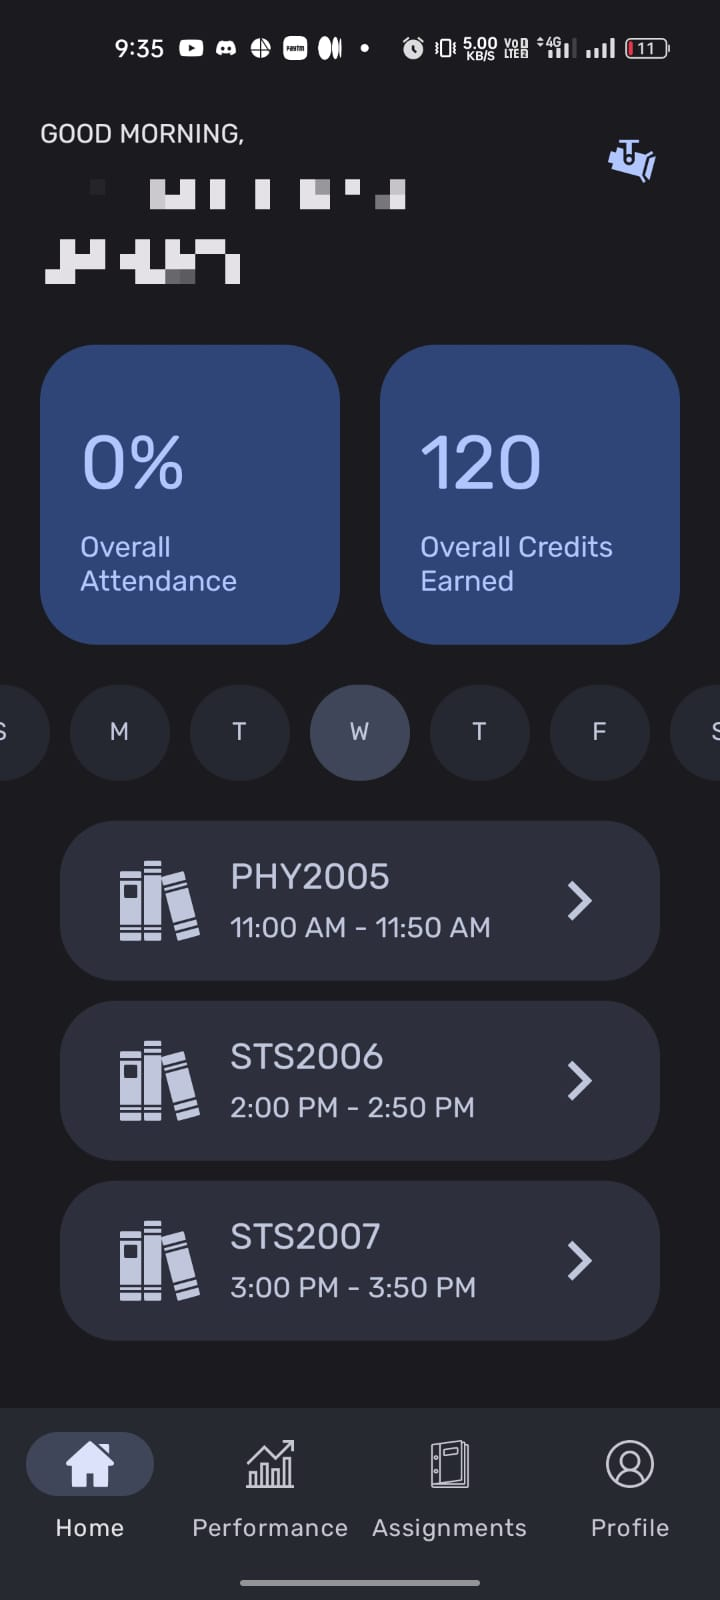 9:35
5.00 KB/S
4G
11
GOOD MORNING,
0%
Overall
Attendance
120
Overall Credits
Earned
S M T W T F S
PHY2005
11:00 AM - 11:50 AM
STS2006
2:00 PM - 2:50 PM
STS2007
3:00 PM - 3:50 PM
Home Performance Assignments Profile